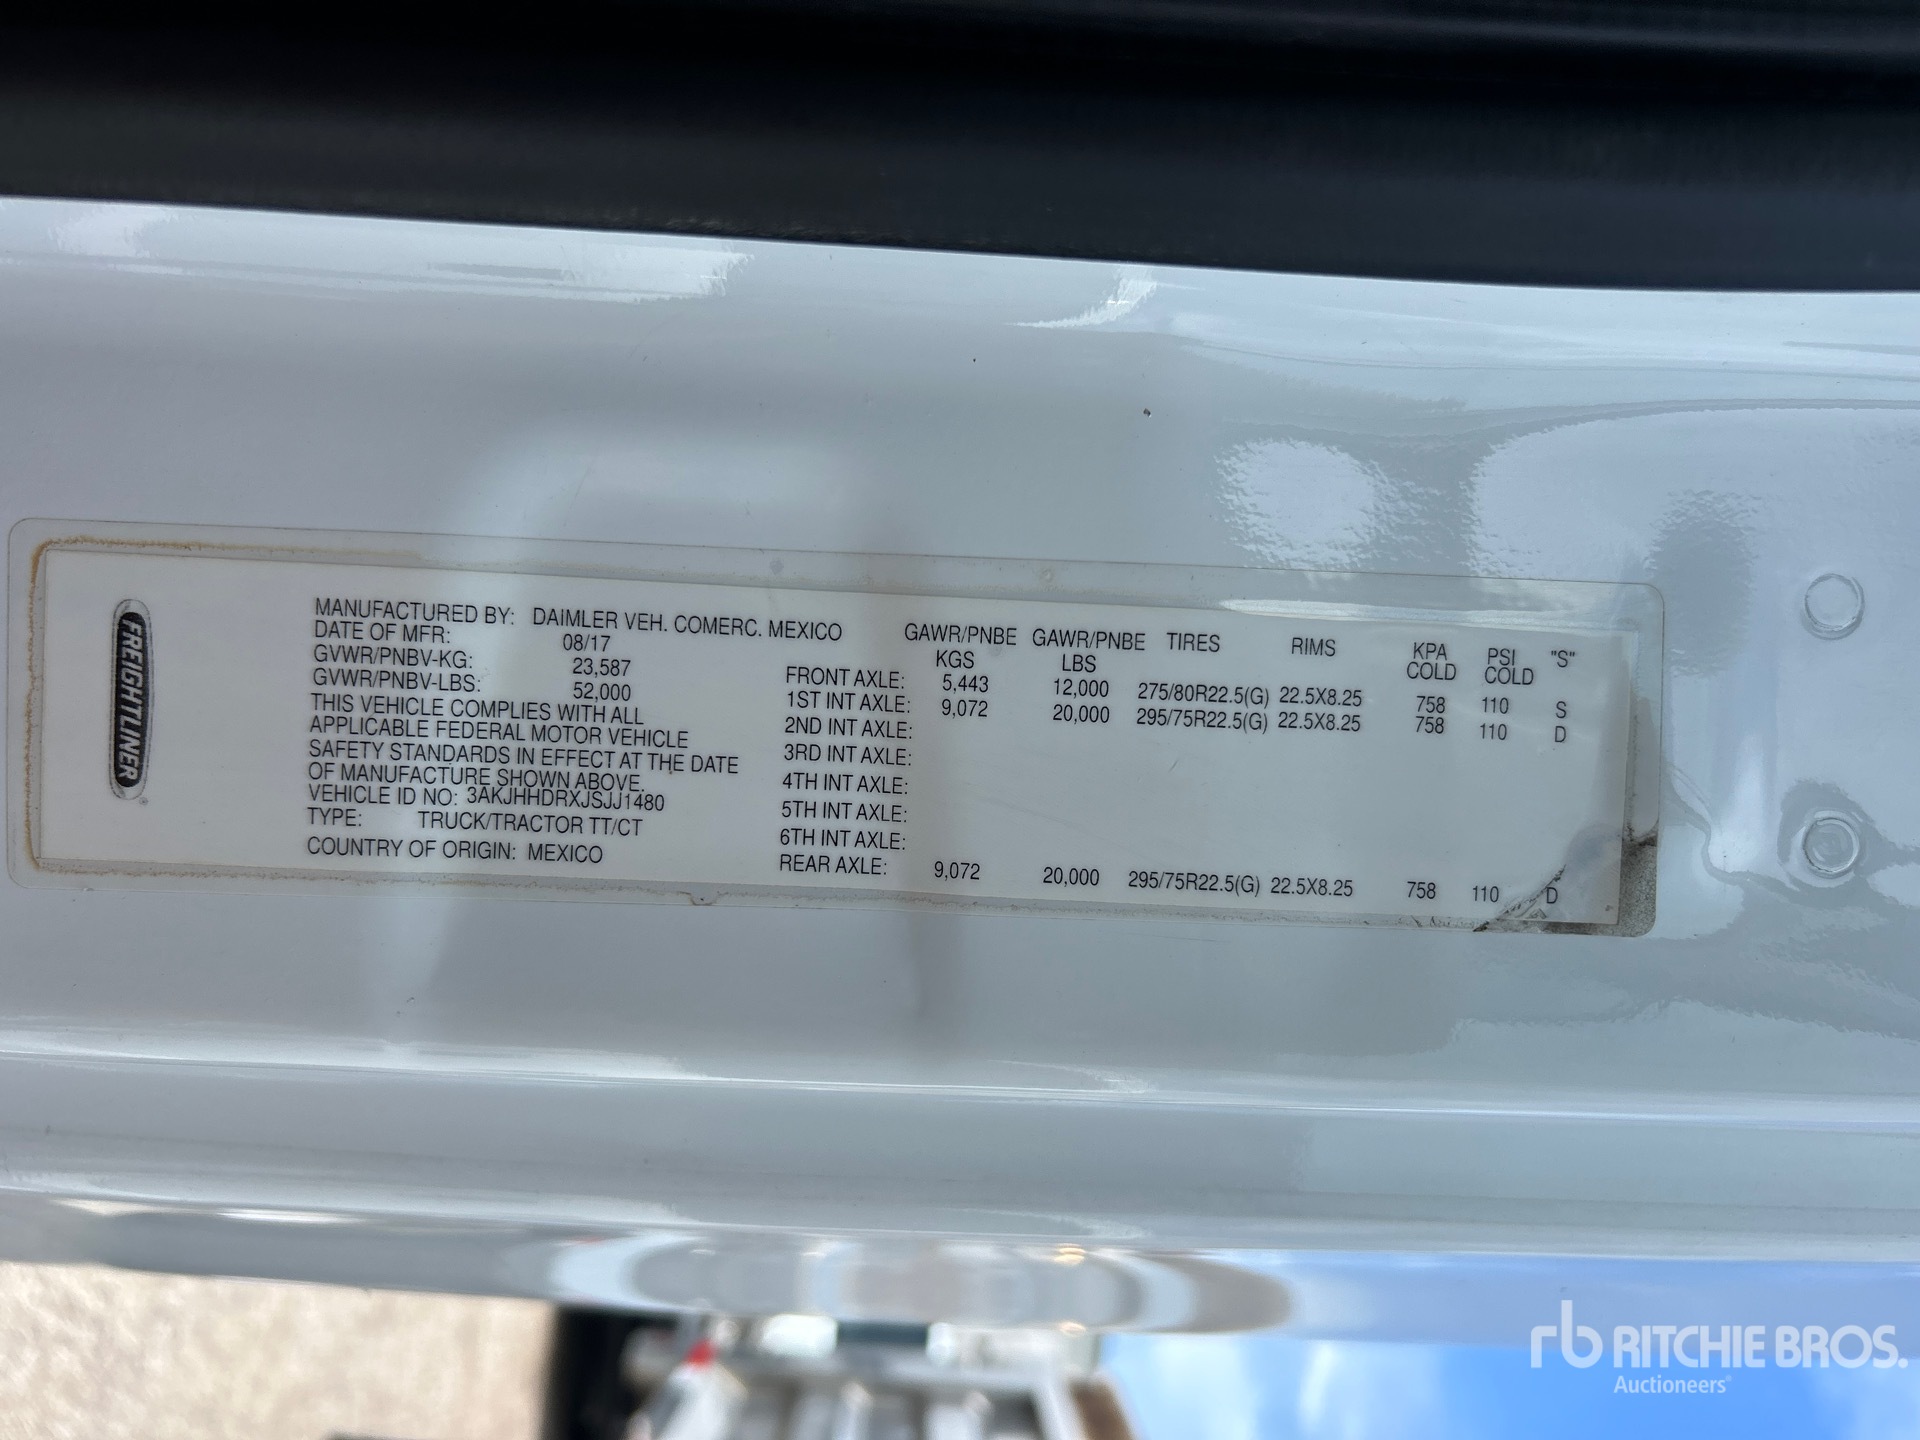 FREIGHTLINER
MANUFACTURED BY: DAIMLER VEH. COMERC. MEXICO
DATE OF MFR: 08/17
GVWR/PNBV-KG: 23,587
GVWR/PNBV-LBS: 52,000
THIS VEHICLE COMPLIES WITH ALL
APPLICABLE FEDERAL MOTOR VEHICLE
SAFETY STANDARDS IN EFFECT AT THE DATE
OF MANUFACTURE SHOWN ABOVE.
VEHICLE ID NO: 3AKJHHDRXJSJJ1480
TYPE: TRUCK/TRACTOR TT/CT
COUNTRY OF ORIGIN: MEXICO
GAWR/PNBE GAWR/PNBE TIRES RIMS KPA PSI "S"
KGS LBS COLD COLD
FRONT AXLE: 5,443 12,000 275/80R22.5(G) 22.5X8.25 758 110 S
1ST INT AXLE: 9,072 20,000 295/75R22.5(G) 22.5X8.25 758 110 D
2ND INT AXLE:
3RD INT AXLE:
4TH INT AXLE:
5TH INT AXLE:
6TH INT AXLE:
REAR AXLE: 9,072 20,000 295/75R22.5(G) 22.5X8.25 758 110 D
rb RITCHIE BROS.
Auctioneers